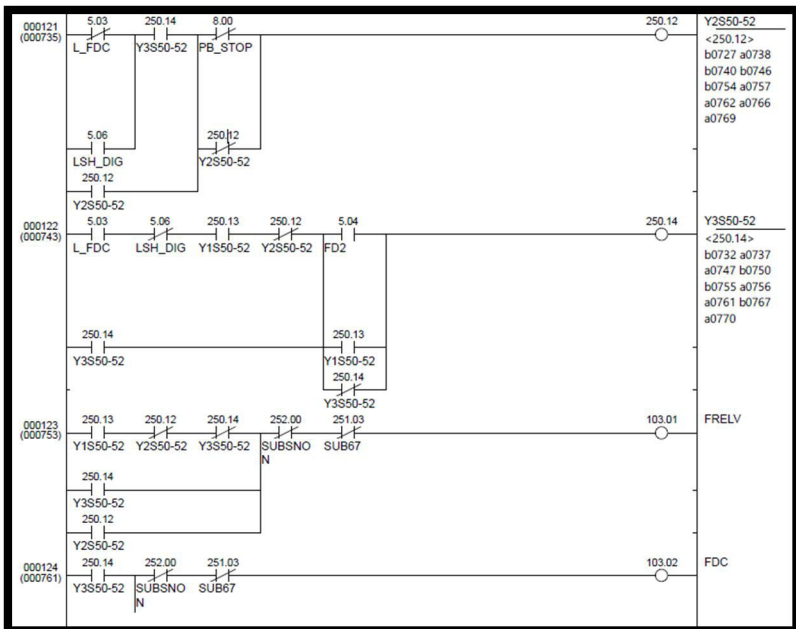 000121
(000735)
5.03 250.14 8.00 250.12
L_FDC Y3S50-52 PB_STOP
5.06 250.12
LSH_DIG Y2S50-52
250.12
Y2S50-52
Y2S50-52
<250.12>
b0727 a0738
b0740 b0746
b0754 a0757
a0762 a0766
a0769
000122
(000743)
5.03 5.06 250.13 250.12 5.04 250.14
L_FDC LSH_DIG Y1S50-52 Y2S50-52 FD2
250.14 250.13
Y3S50-52 Y1S50-52
250.14
Y3S50-52
Y3S50-52
<250.14>
b0732 a0737
a0747 b0750
b0755 a0756
a0761 b0767
a0770
000123
(000753)
250.13 250.12 250.14 252.00 251.03 103.01 FRELV
Y1S50-52 Y2S50-52 Y3S50-52 SUBSNO SUB67
N
250.14
Y3S50-52
250.12
Y2S50-52
000124
(000761)
250.14 252.00 251.03 103.02 FDC
Y3S50-52 SUBSNO SUB67
N